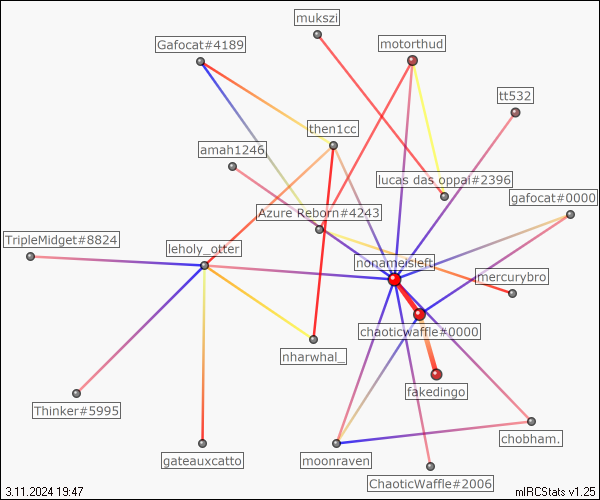 mukszi
Gafocat#4189
motorthud
tt532
then1cc
amah1246
lucas das oppai#2396
gafocat#0000
Azure Reborn#4243
TripleMidget#8824
leholy_otter
nonameisleft
mercurybro
chaoticwaffle#0000
nharwhal_
fakedingo
Thinker#5995
chobham.
gateauxcatto
moonraven
ChaoticWaffle#2006
3.11.2024 19:47
mIRCStats v1.25